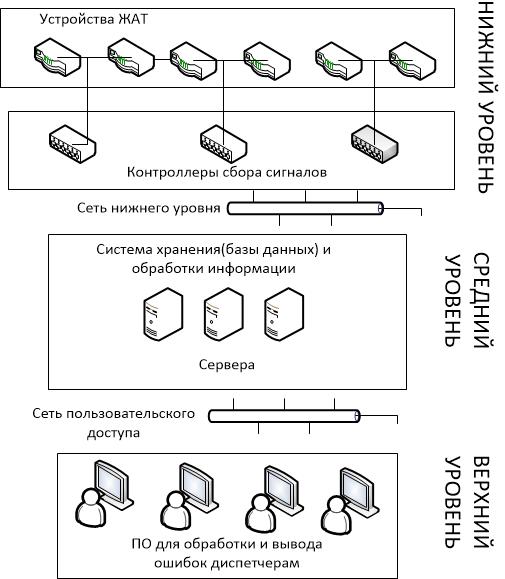 Устройства ЖАТ
НИЖНИЙ УРОВЕНЬ
Контроллеры сбора сигналов
Сеть нижнего уровня
Система хранения(базы данных) и
обработки информации
Сервера
СРЕДНИЙ
УРОВЕНЬ
Сеть пользовательского
доступа
ВЕРХНИЙ
УРОВЕНЬ
ПО для обработки и вывода
ошибок диспетчерам